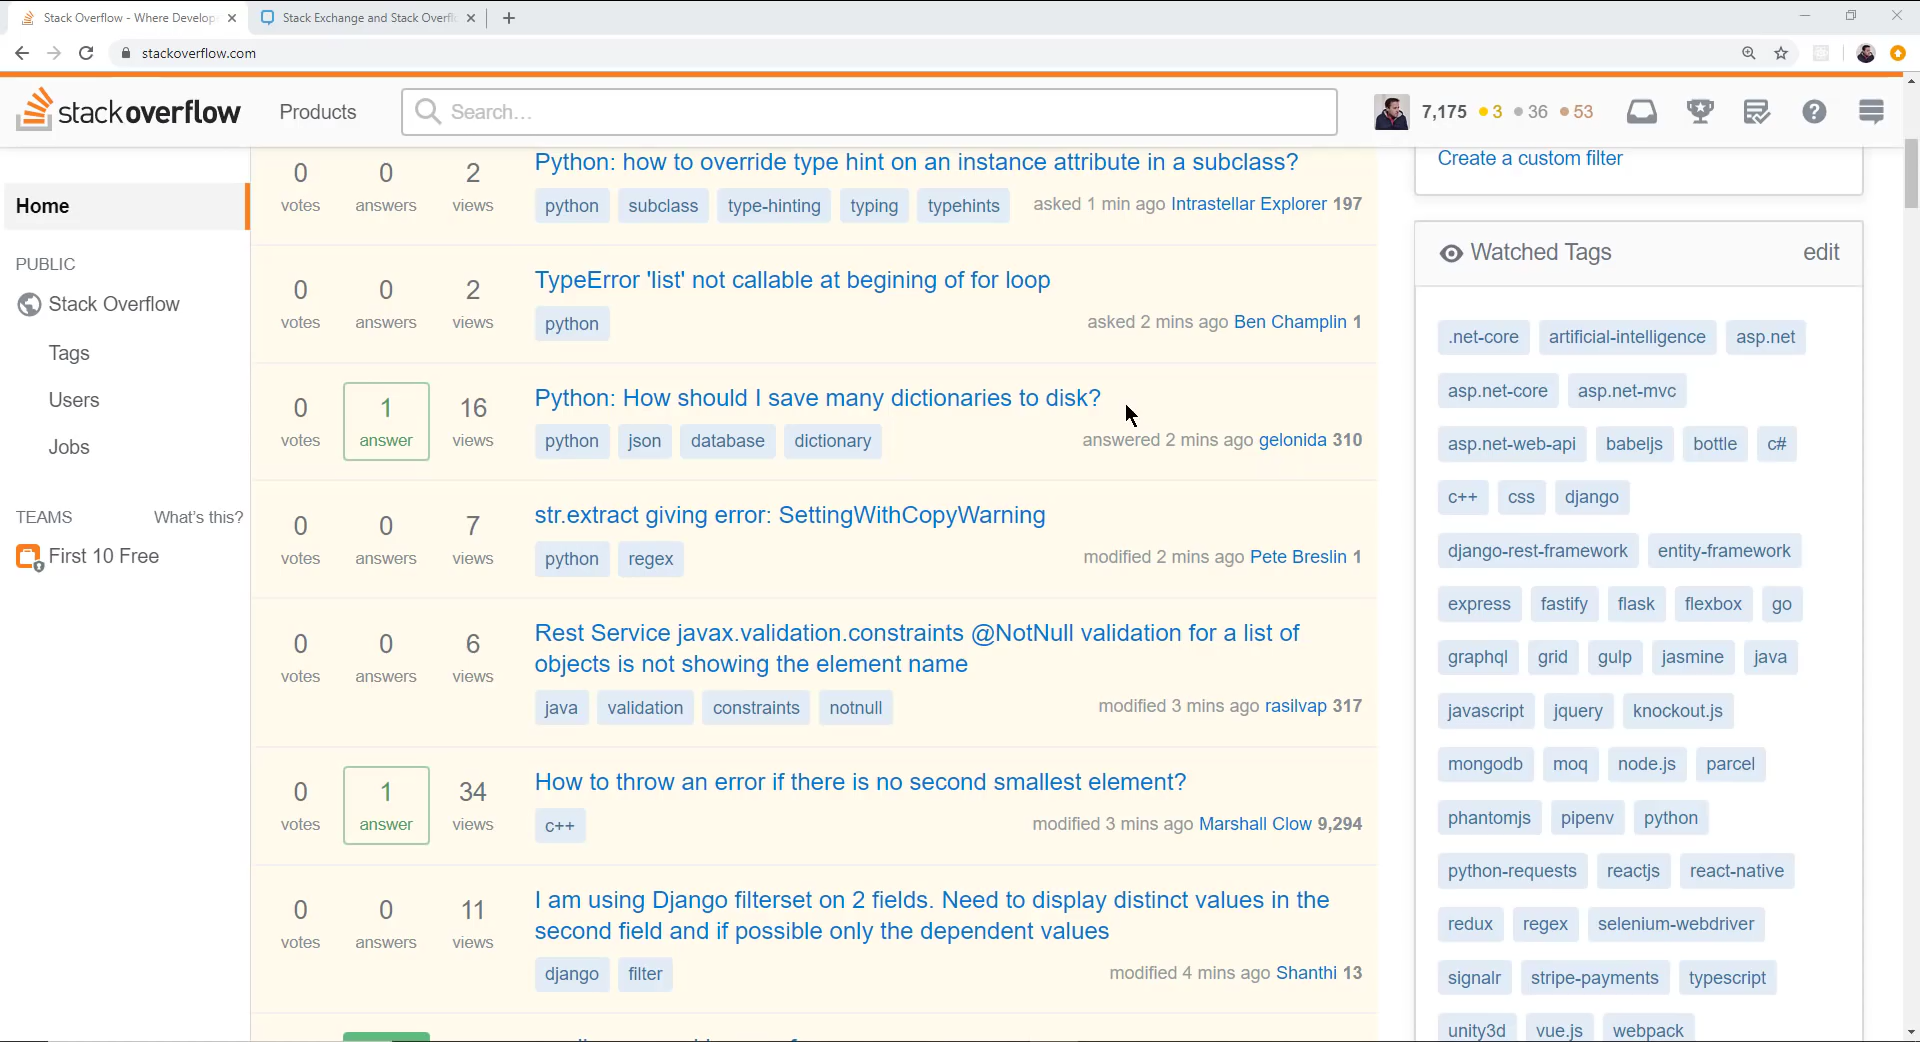 Stack Overflow - Where Develop
Stack Exchange and Stack Overfl
stackoverflow.com
stackoverflow
Products
Search...
7,175 3 36 53
Home
PUBLIC
Stack Overflow
Tags
Users
Jobs
TEAMS What's this?
First 10 Free
0 votes 0 answers 2 views
Python: how to override type hint on an instance attribute in a subclass?
python subclass type-hinting typing typehints
asked 1 min ago Intrastellar Explorer 197
0 votes 0 answers 2 views
TypeError 'list' not callable at begining of for loop
python
asked 2 mins ago Ben Champlin 1
0 votes 1 answer 16 views
Python: How should I save many dictionaries to disk?
python json database dictionary
answered 2 mins ago gelonida 310
0 votes 0 answers 7 views
str.extract giving error: SettingWithCopyWarning
python regex
modified 2 mins ago Pete Breslin 1
0 votes 0 answers 6 views
Rest Service javax.validation.constraints @NotNull validation for a list of
objects is not showing the element name
java validation constraints notnull
modified 3 mins ago rasilvap 317
0 votes 1 answer 34 views
How to throw an error if there is no second smallest element?
c++
modified 3 mins ago Marshall Clow 9,294
0 votes 0 answers 11 views
I am using Django filterset on 2 fields. Need to display distinct values in the
second field and if possible only the dependent values
django filter
modified 4 mins ago Shanthi 13
Create a custom filter
Watched Tags edit
.net-core artificial-intelligence asp.net
asp.net-core asp.net-mvc
asp.net-web-api babeljs bottle c#
c++ css django
django-rest-framework entity-framework
express fastify flask flexbox go
graphql grid gulp jasmine java
javascript jquery knockout.js
mongodb moq node.js parcel
phantomjs pipenv python
python-requests reactjs react-native
redux regex selenium-webdriver
signalr stripe-payments typescript
unity3d vue.js webpack